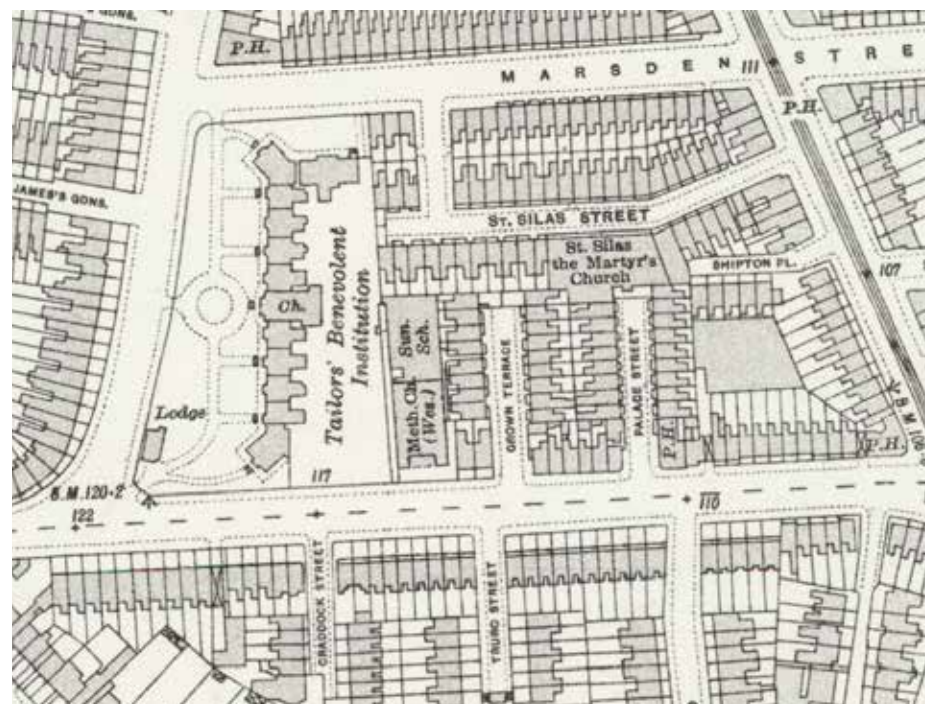 S GDNS.
P.H.
MARSDEN STRE
111
P.H.
JAMES'S GDNS.
ST. SILAS STREET
St. Silas
the Martyr's
Church
SHIPTON PL.
107
Ch.
Tailors' Benevolent
Institution
Sun.
Sch.
Meth. Ch.
(Wes.)
CROWN TERRACE
PALACE STREET
P.H.
P.H.
Lodge
117
B.M. 120·2
122
110
CRADDOCK STREET
TRURO STREET